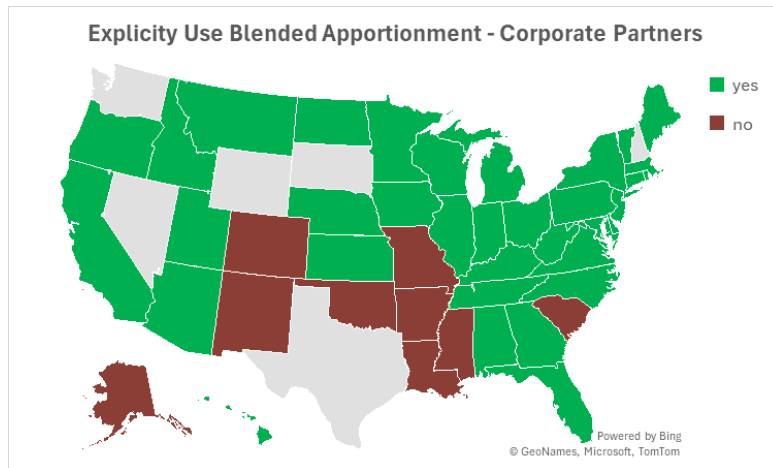 Explicity Use Blended Apportionment - Corporate Partners
yes
no
Powered by Bing
© GeoNames, Microsoft, TomTom